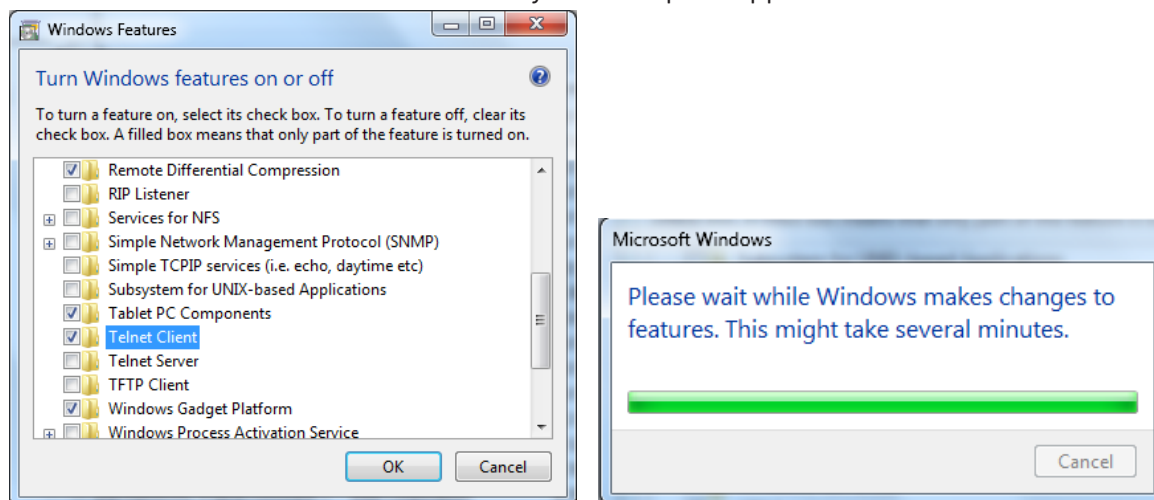 Windows Features
Turn Windows features on or off
To turn a feature on, select its check box. To turn a feature off, clear its
check box. A filled box means that only part of the feature is turned on.
Remote Differential Compression
RIP Listener
Services for NFS
Simple Network Management Protocol (SNMP)
Simple TCPIP services (i.e. echo, daytime etc)
Subsystem for UNIX-based Applications
Tablet PC Components
Telnet Client
Telnet Server
TFTP Client
Windows Gadget Platform
Windows Process Activation Service
OK Cancel
Microsoft Windows
Please wait while Windows makes changes to
features. This might take several minutes.
Cancel